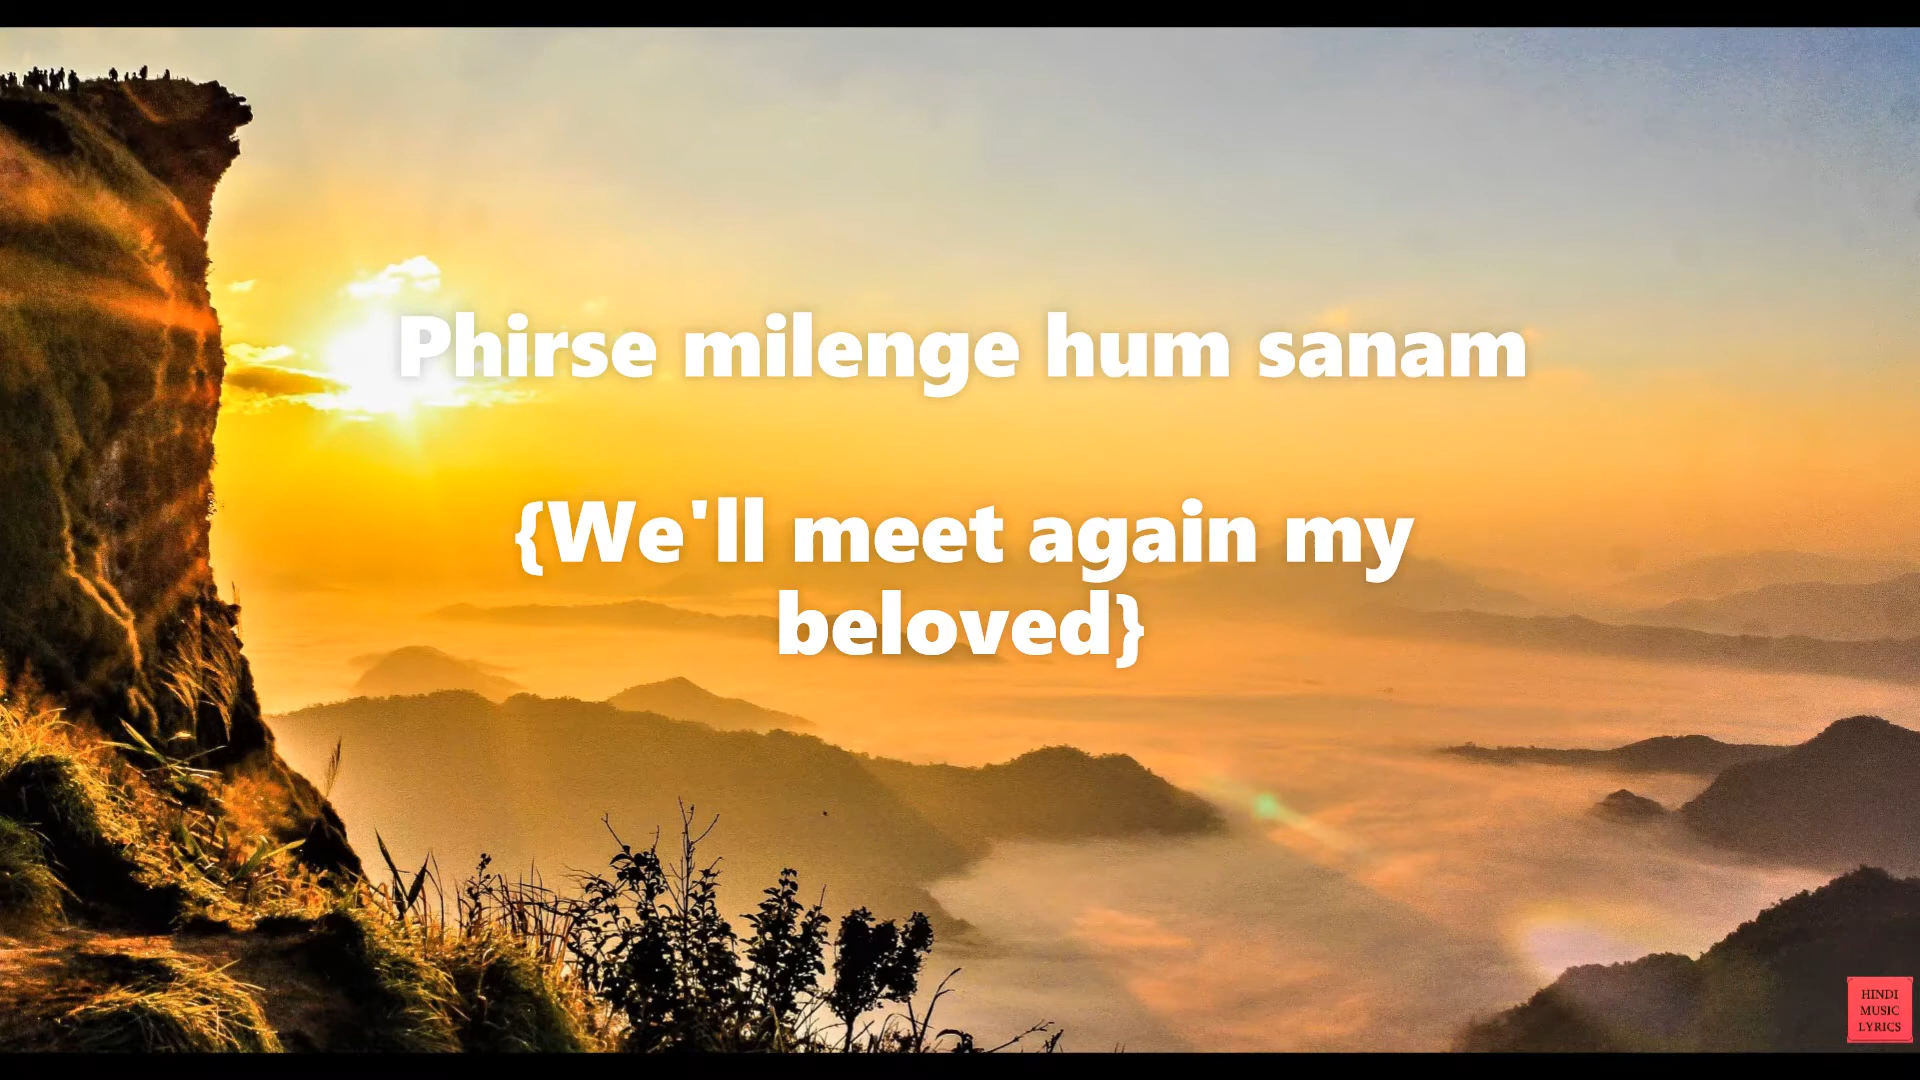 Phirse milenge hum sanam
{We'll meet again my
beloved}
HINDI
MUSIC
LYRICS